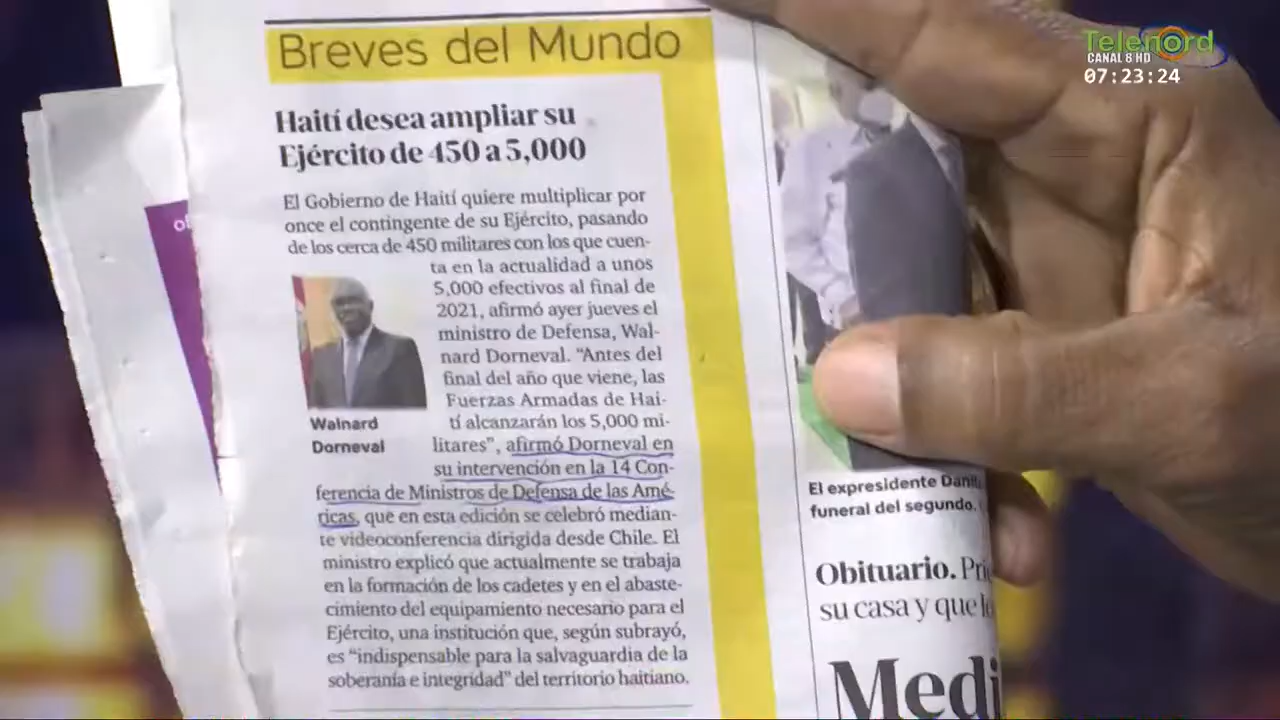 Telenord
CANAL 8 HD
07:23:24
Breves del Mundo
Haití desea ampliar su
Ejército de 450 a 5,000
El Gobierno de Haití quiere multiplicar por
once el contingente de su Ejército, pasando
de los cerca de 450 militares con los que cuen-
ta en la actualidad a unos
5,000 efectivos al final de
2021, afirmó ayer jueves el
ministro de Defensa, Wal-
nard Dorneval. “Antes del
final del año que viene, las
Fuerzas Armadas de Hai-
tí alcanzarán los 5,000 mi-
litares”, afirmó Dorneval en
su intervención en la 14 Con-
ferencia de Ministros de Defensa de las Amé-
ricas, que en esta edición se celebró median-
te videoconferencia dirigida desde Chile. El
ministro explicó que actualmente se trabaja
en la formación de los cadetes y en el abaste-
cimiento del equipamiento necesario para el
Ejército, una institución que, según subrayó,
es “indispensable para la salvaguardia de la
soberanía e integridad” del territorio haitiano.
Walnard
Dorneval
El expresidente
funeral del segundo.
Obituario.
su casa y que